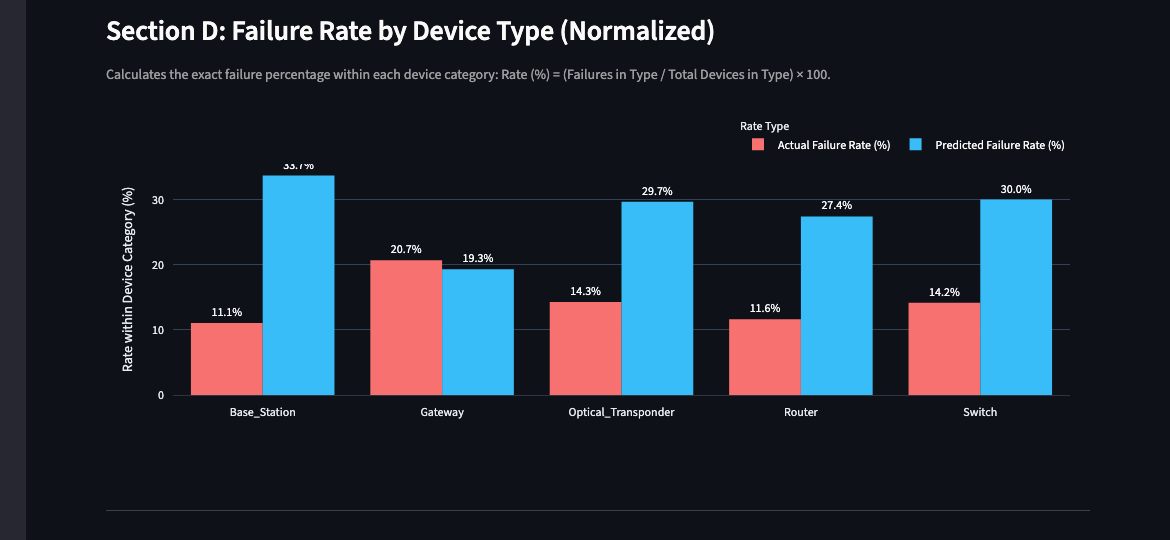 Section D: Failure Rate by Device Type (Normalized)
Calculates the exact failure percentage within each device category: Rate (%) = (Failures in Type / Total Devices in Type) × 100.
Rate Type
Actual Failure Rate (%) Predicted Failure Rate (%)
Rate within Device Category (%)
30
20
10
0
11.1% 33.7%
20.7% 19.3%
14.3% 29.7%
11.6% 27.4%
14.2% 30.0%
Base_Station Gateway Optical_Transponder Router Switch